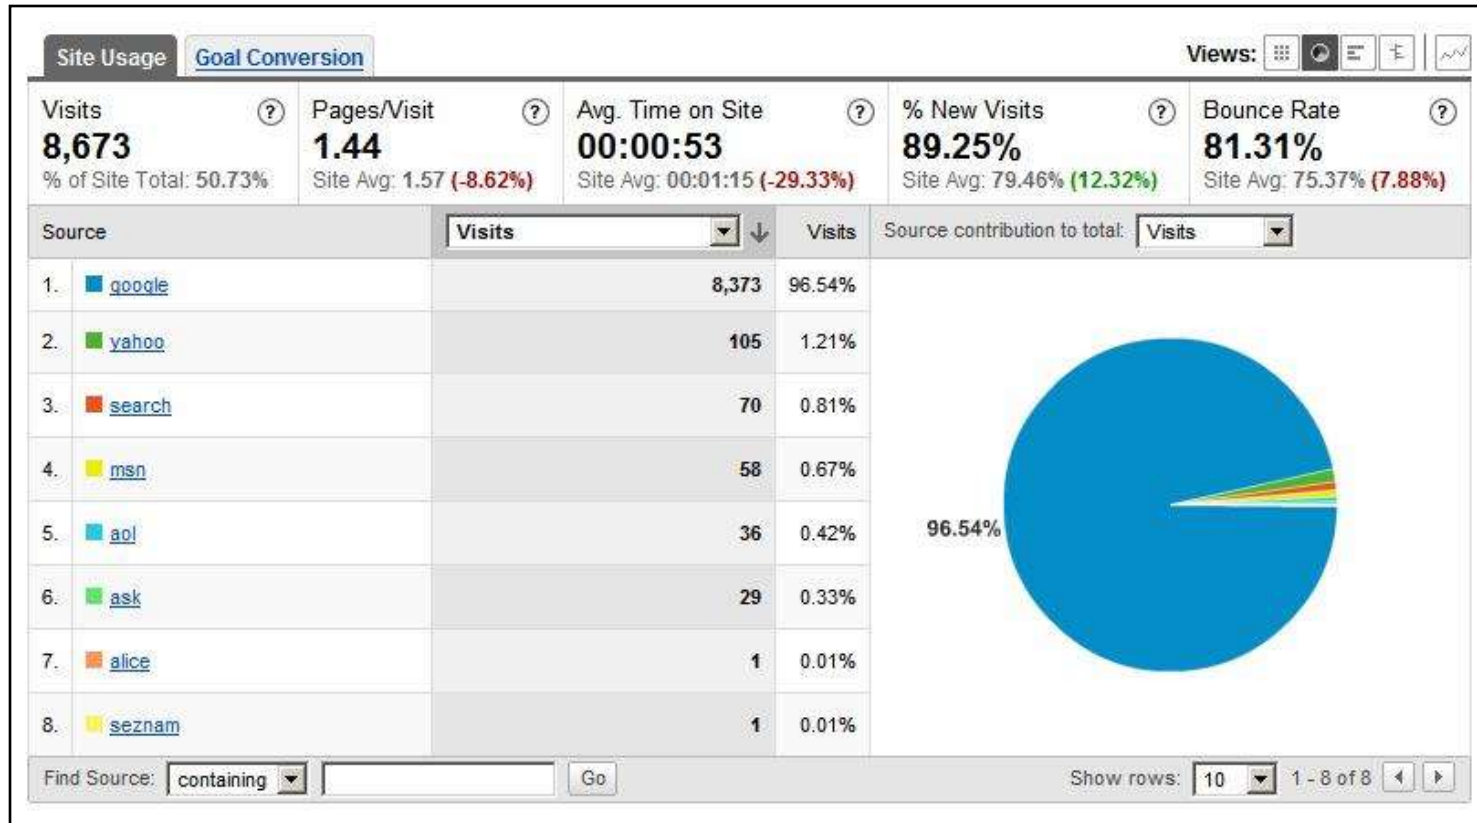 Site Usage Goal Conversion Views:
Visits ? Pages/Visit ? Avg. Time on Site ? % New Visits ? Bounce Rate ?
8,673 1.44 00:00:53 89.25% 81.31%
% of Site Total: 50.73% Site Avg: 1.57 (-8.62%) Site Avg: 00:01:15 (-29.33%) Site Avg: 79.46% (12.32%) Site Avg: 75.37% (7.88%)
Source Visits Visits Source contribution to total: Visits
1. google 8,373 96.54%
2. yahoo 105 1.21%
3. search 70 0.81%
4. msn 58 0.67%
5. aol 36 0.42%
96.54%
6. ask 29 0.33%
7. alice 1 0.01%
8. seznam 1 0.01%
Find Source: containing Go Show rows: 10 1 - 8 of 8